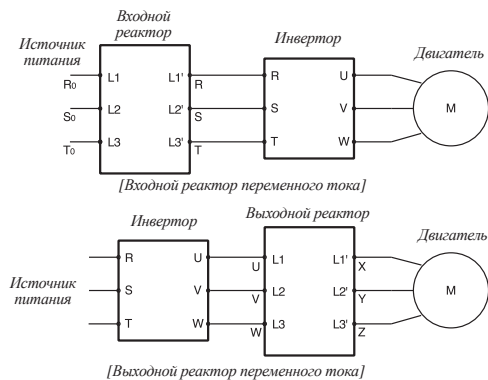 Источник
питания
Входной
реактор
Инвертор
Двигатель
R0 L1 L1' R R U
S0 L2 L2' S S V M
T0 L3 L3' T T W
[Входной реактор переменного тока]
Источник
питания
Инвертор
Выходной реактор
Двигатель
R U U L1 L1' X
S V V L2 L2' Y M
T W W L3 L3' Z
[Выходной реактор переменного тока]